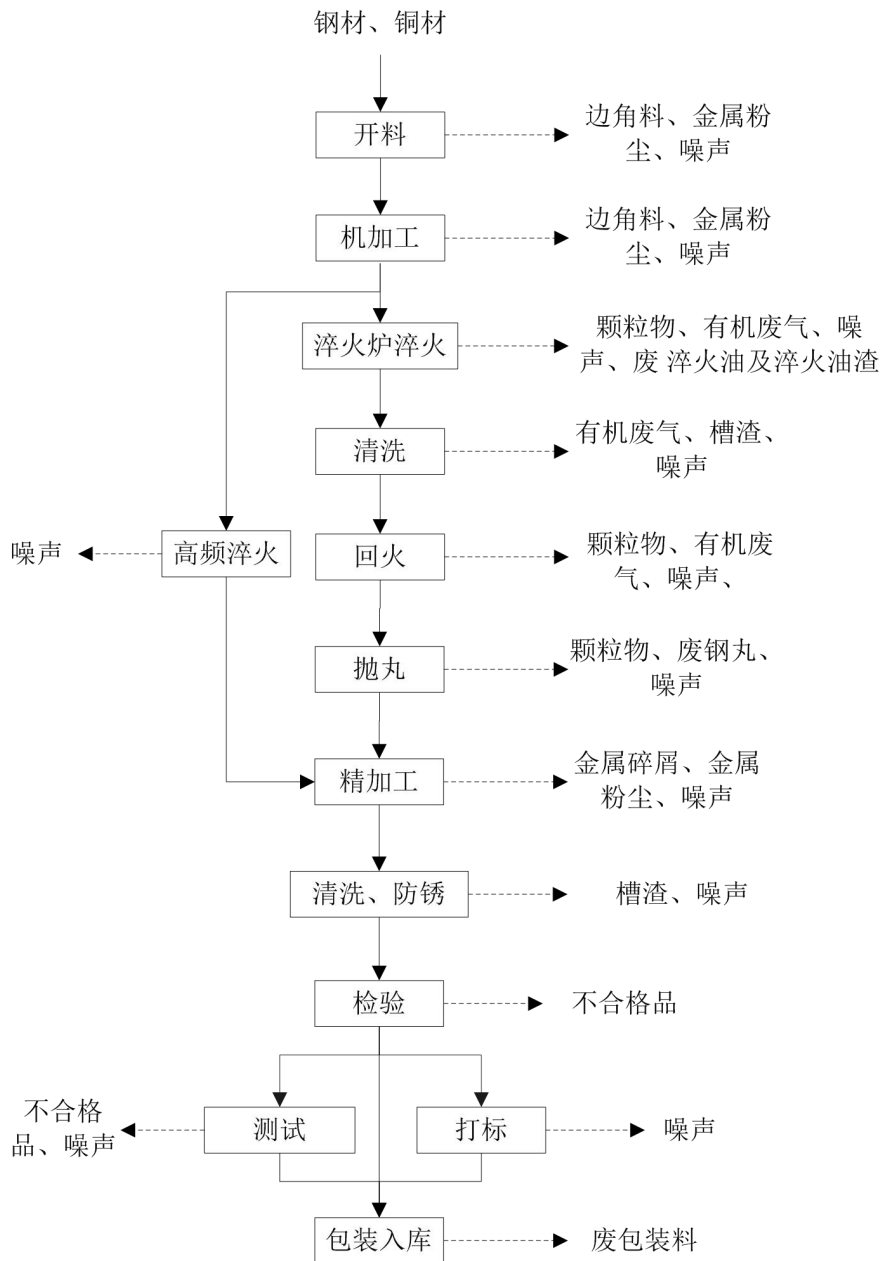 钢材、铜材
开料
边角料、金属粉
尘、噪声
机加工
边角料、金属粉
尘、噪声
淬火炉淬火
颗粒物、有机废气、噪
声、废 淬火油及淬火油渣
清洗
有机废气、槽渣、
噪声
噪声
高频淬火
回火
颗粒物、有机废
气、噪声、
抛丸
颗粒物、废钢丸、
噪声
精加工
金属碎屑、金属
粉尘、噪声
清洗、防锈
槽渣、噪声
检验
不合格品
不合格
品、噪声
测试
打标
噪声
包装入库
废包装料